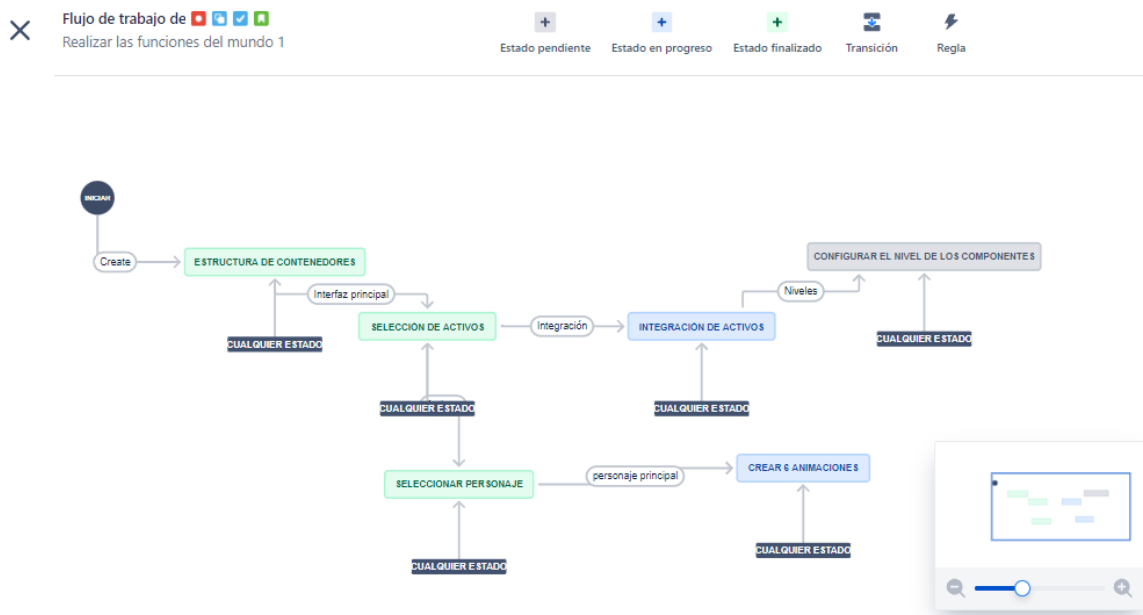 Flujo de trabajo de
Realizar las funciones del mundo 1
Estado pendiente
Estado en progreso
Estado finalizado
Transición
Regla
INICIAR
Create
ESTRUCTURA DE CONTENEDORES
CONFIGURAR EL NIVEL DE LOS COMPONENTES
Interfaz principal
Niveles
SELECCIÓN DE ACTIVOS
Integración
INTEGRACIÓN DE ACTIVOS
CUALQUIER ESTADO
CUALQUIER ESTADO
CUALQUIER ESTADO
CUALQUIER ESTADO
SELECCIONAR PERSONAJE
personaje principal
CREAR 6 ANIMACIONES
CUALQUIER ESTADO
CUALQUIER ESTADO